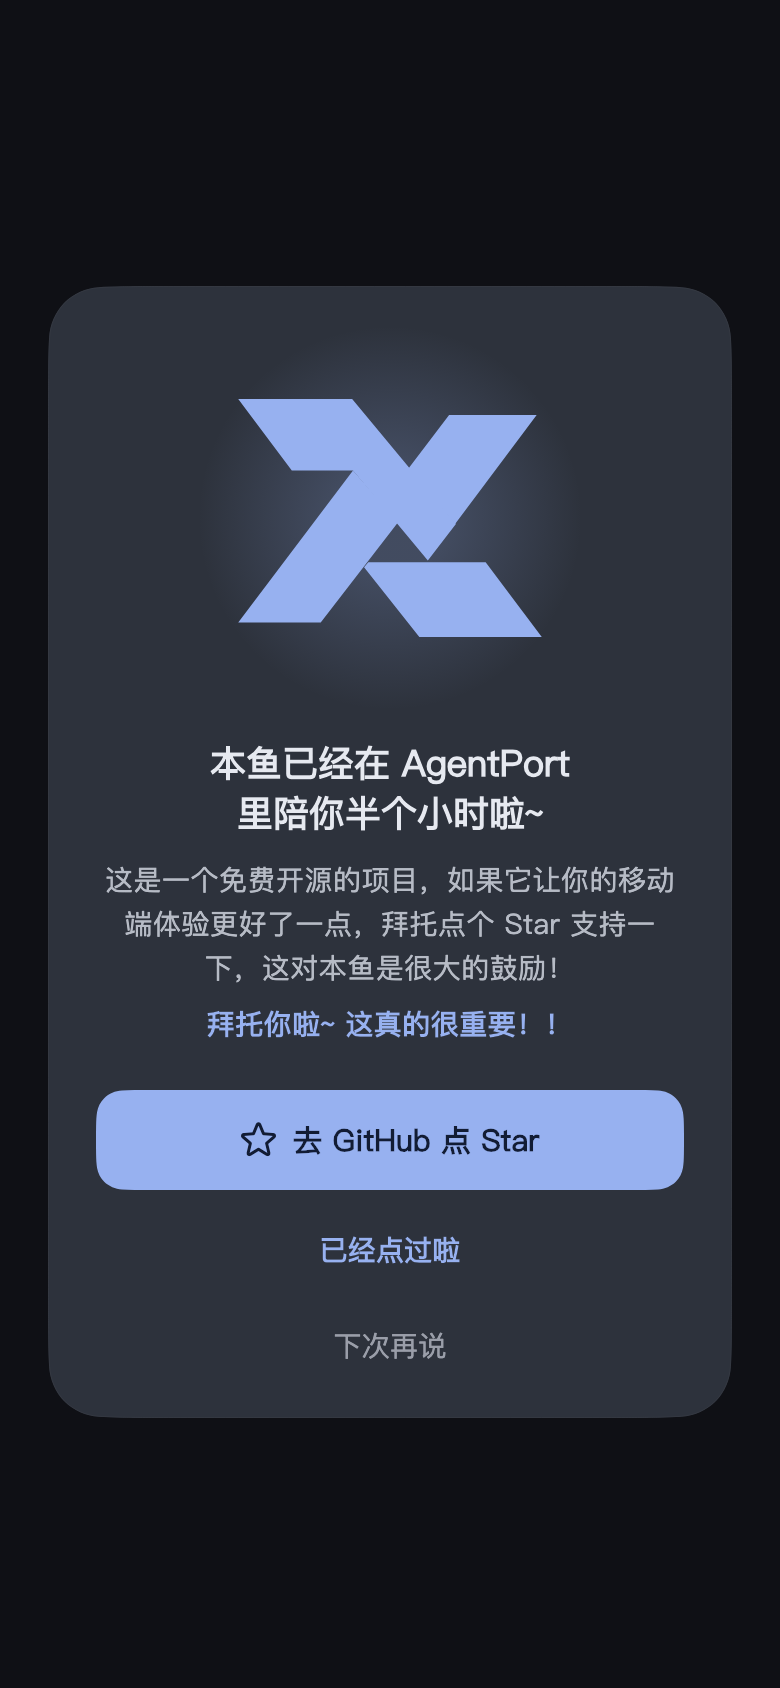 本鱼已经在 AgentPort
里陪你半个小时啦~
这是一个免费开源的项目，如果它让你的移动
端体验更好了一点，拜托点个 Star 支持一
下，这对本鱼是很大的鼓励！
拜托你啦~ 这真的很重要！！
去 GitHub 点 Star
已经点过啦
下次再说